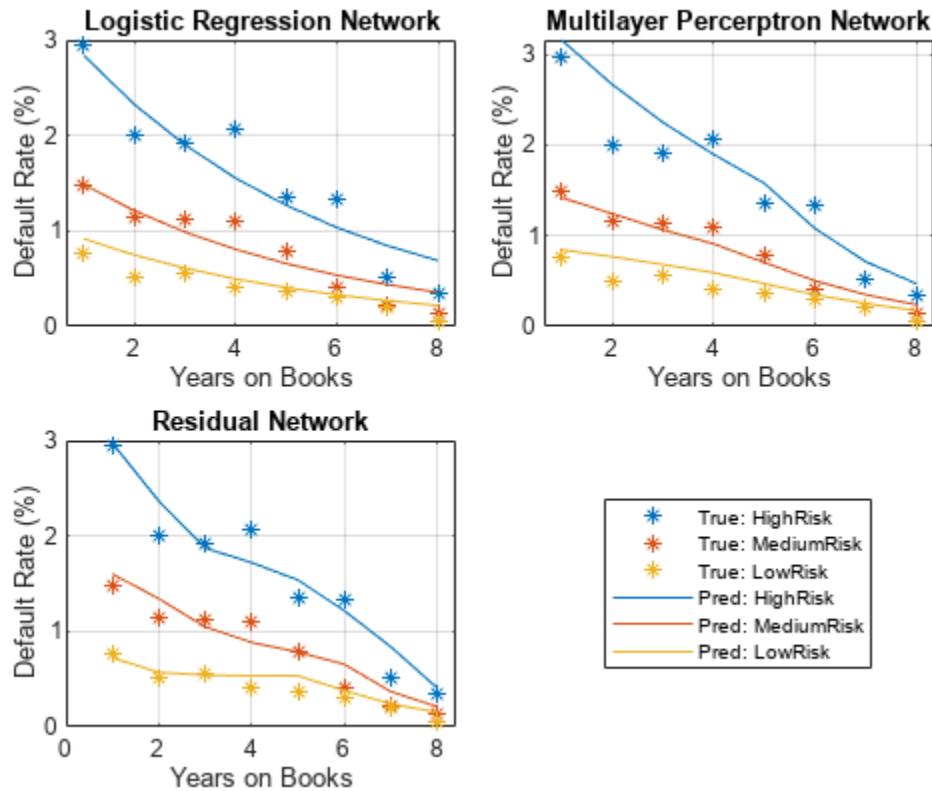 Logistic Regression Network
3
2
1
0
Default Rate (%)
2 4 6 8
Years on Books
Multilayer Percerptron Network
3
2
1
0
Default Rate (%)
2 4 6 8
Years on Books
Residual Network
3
2
1
0
Default Rate (%)
0 2 4 6 8
Years on Books
True: HighRisk
True: MediumRisk
True: LowRisk
Pred: HighRisk
Pred: MediumRisk
Pred: LowRisk